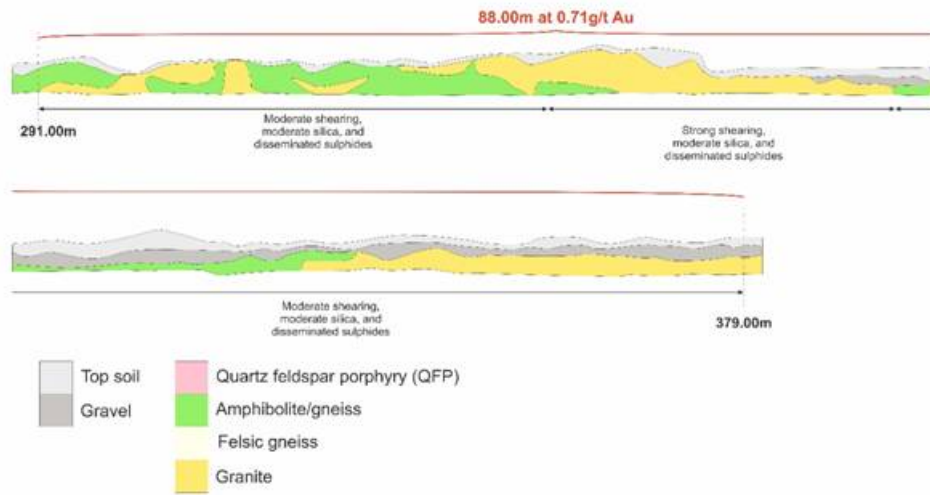 88.00m at 0.71g/t Au
291.00m
Moderate shearing,
moderate silica, and
disseminated sulphides
Strong shearing,
moderate silica, and
disseminated sulphides
Moderate shearing,
moderate silica, and
disseminated sulphides
379.00m
Top soil
Gravel
Quartz feldspar porphyry (QFP)
Amphibolite/gneiss
Felsic gneiss
Granite